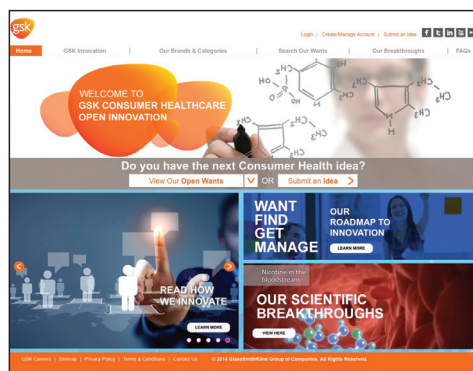 gsk
Login | Create/Manage Account | Submit an Idea
Home | GSK Innovation | Our Brands & Categories | Search Our Wants | Our Breakthroughs | FAQs
WELCOME TO
GSK CONSUMER HEALTHCARE
OPEN INNOVATION
Do you have the next Consumer Health idea?
View Our Open Wants OR Submit an Idea
WANT
FIND
GET
MANAGE
OUR
ROADMAP TO
INNOVATION
LEARN MORE
READ HOW
WE INNOVATE
LEARN MORE
Nicotine in the
bloodstream
OUR SCIENTIFIC
BREAKTHROUGHS
VIEW HERE
GSK Careers | Sitemap | Privacy Policy | Terms & Conditions | Contact Us © 2014 GlaxoSmithKline Group of Companies. All Rights Reserved.